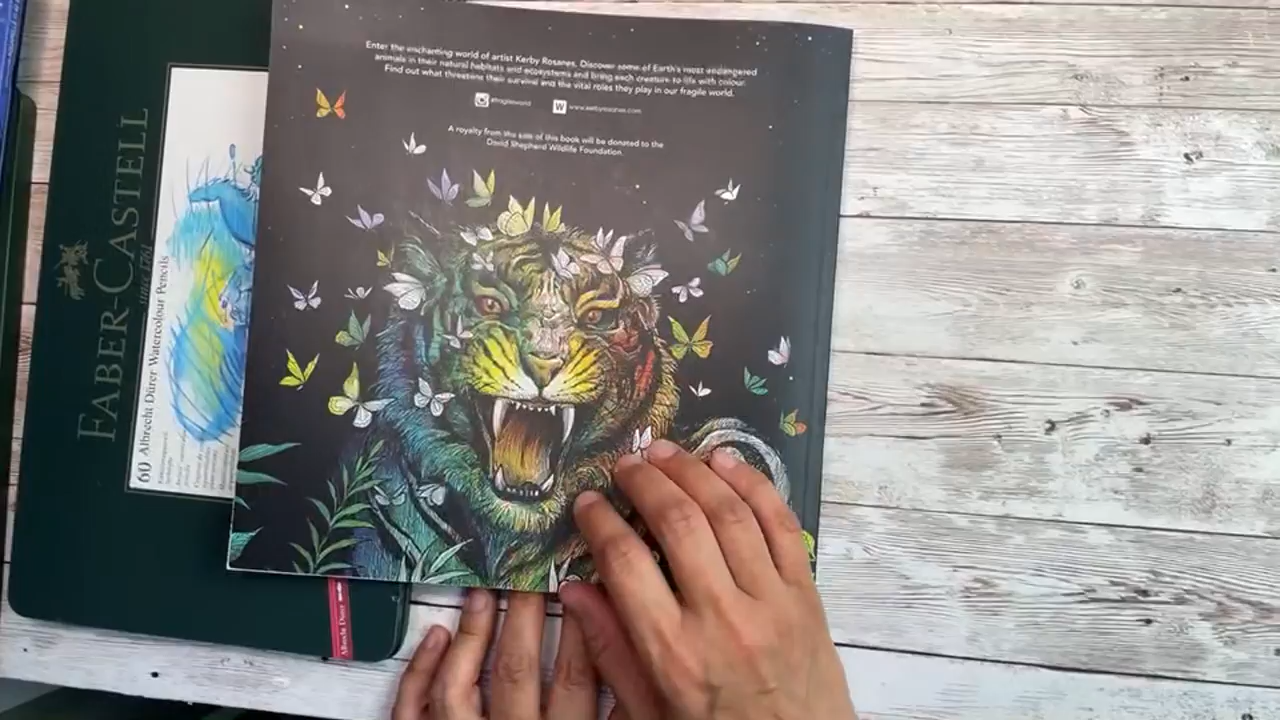 Enter the enchanting world of artist Kerby Rosanes. Discover some of Earth's most endangered
animals in their natural habitats and ecosystems and bring each creature to life with colour.
Find out what threatens their survival and the vital roles they play in our fragile world.
#fragileworld
W www.kerbyrosanes.com
A royalty from the sale of this book will be donated to the
David Shepherd Wildlife Foundation.
FABER-CASTELL
since 1761
60 Albrecht Dürer Watercolour Pencils
Albrecht Dürer